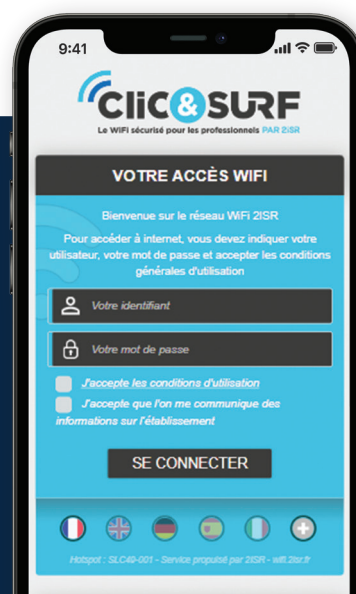 9:41
CLIC&SURF
Le WiFi sécurisé pour les professionnels PAR 2iSR
VOTRE ACCÈS WIFI
Bienvenue sur le réseau WiFi 2ISR
Pour accéder à internet, vous devez indiquer votre
utilisateur, votre mot de passe et accepter les conditions
générales d'utilisation
Votre identifiant
Votre mot de passe
J'accepte les conditions d'utilisation
J'accepte que l'on me communique des
informations sur l'établissement
SE CONNECTER
Hotspot : SLC49-001 - Service propulsé par 2ISR - wifi.2isr.fr